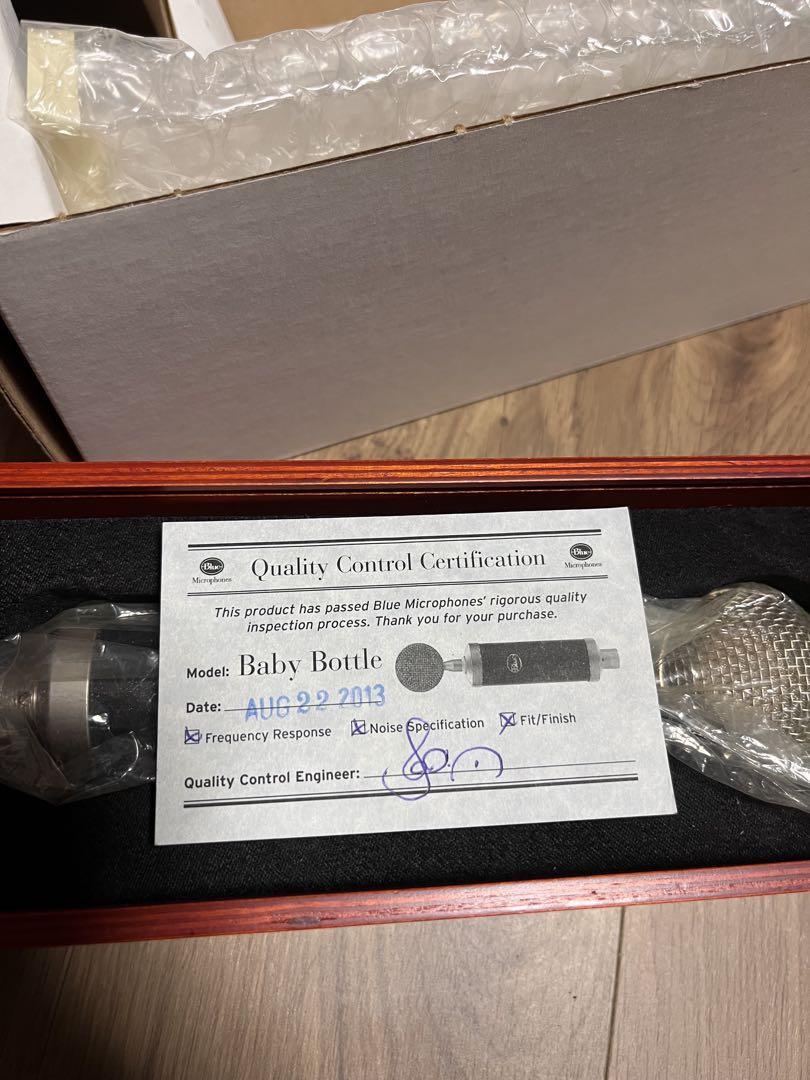 Blue
Microphones
Quality Control Certification
Blue
Microphones
This product has passed Blue Microphones' rigorous quality
inspection process. Thank you for your purchase.
Model: Baby Bottle
Date: AUG 22 2013
Frequency Response Noise Specification Fit/Finish
Quality Control Engineer: